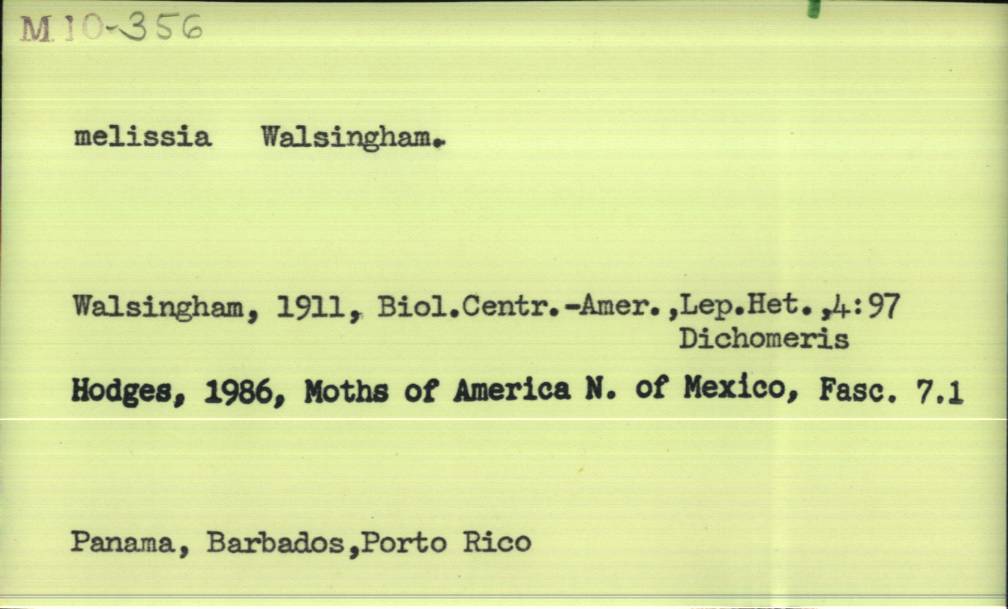 M10-356
melissia Walsingham.
Walsingham, 1911, Biol.Centr.-Amer.,Lep.Het.,4:97
Dichomeris
Hodges, 1986, Moths of America N. of Mexico, Fasc. 7.1
Panama, Barbados,Porto Rico